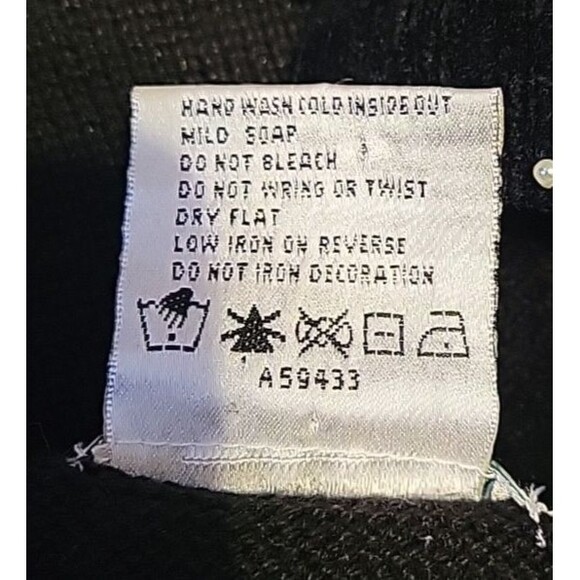 HAND WASH COLD INSIDE OUT
MILD SOAP
DO NOT BLEACH
DO NOT WRING OR TWIST
DRY FLAT
LOW IRON ON REVERSE
DO NOT IRON DECORATION
A59433